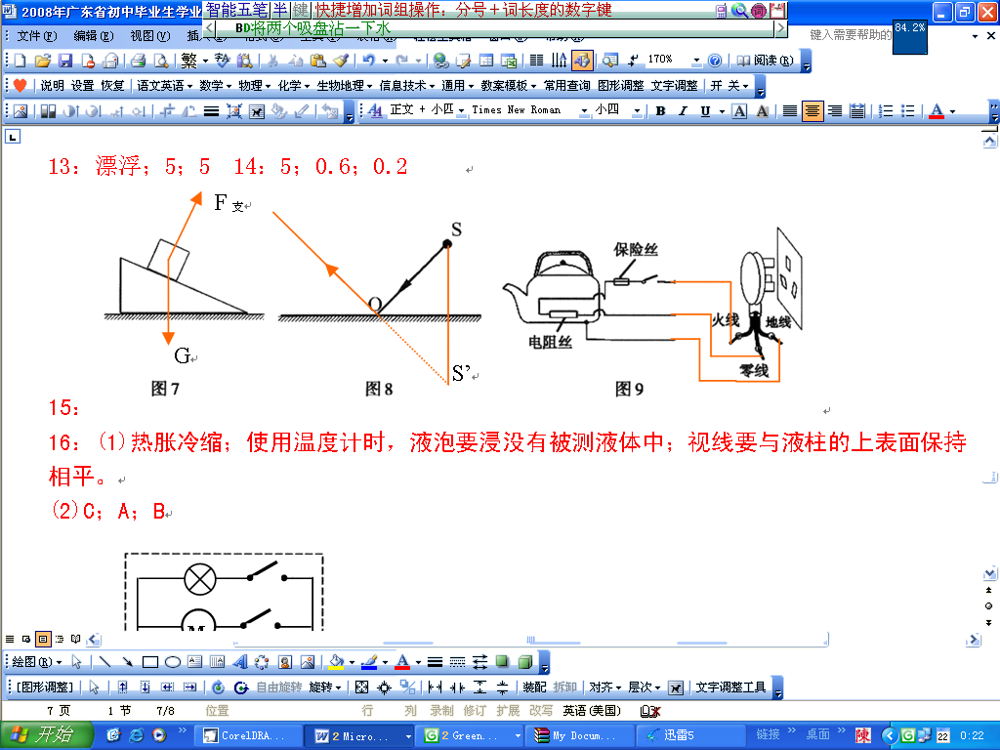 2008年广东省初中毕业生学业
智能五笔 半 键 快捷增加词组操作: 分号＋词长度的数字键
BD将两个吸盘沾一下水
文件(F) 编辑(E) 视图(V)
键入需要帮助的
84.2%
繁 170% 阅读(R)
说明 设置 恢复 语文英语 数学 物理 化学 生物地理 信息技术 通用 教案模板 常用查询 图形调整 文字调整 开 关
正文 + 小四 Times New Roman 小四 B I U A A A
13: 漂浮; 5; 5 14: 5; 0.6; 0.2
F支
S
O
保险丝
火线
地线
电阻丝
零线
G
S’
图7
图8
图9
15:
16: (1)热胀冷缩; 使用温度计时, 液泡要浸没有被测液体中; 视线要与液柱的上表面保持
相平。
(2)C; A; B
M
绘图(R)
[图形调整] 自由旋转 旋转 装配 拆卸 对齐 层次 文字调整工具
7 页 1 节 7/8 位置 行 列 录制 修订 扩展 改写 英语(美国)
开始 CorelDRA... 2 Micro... 2 Green... My Docum... 迅雷5 链接 桌面 陳 22 0:22